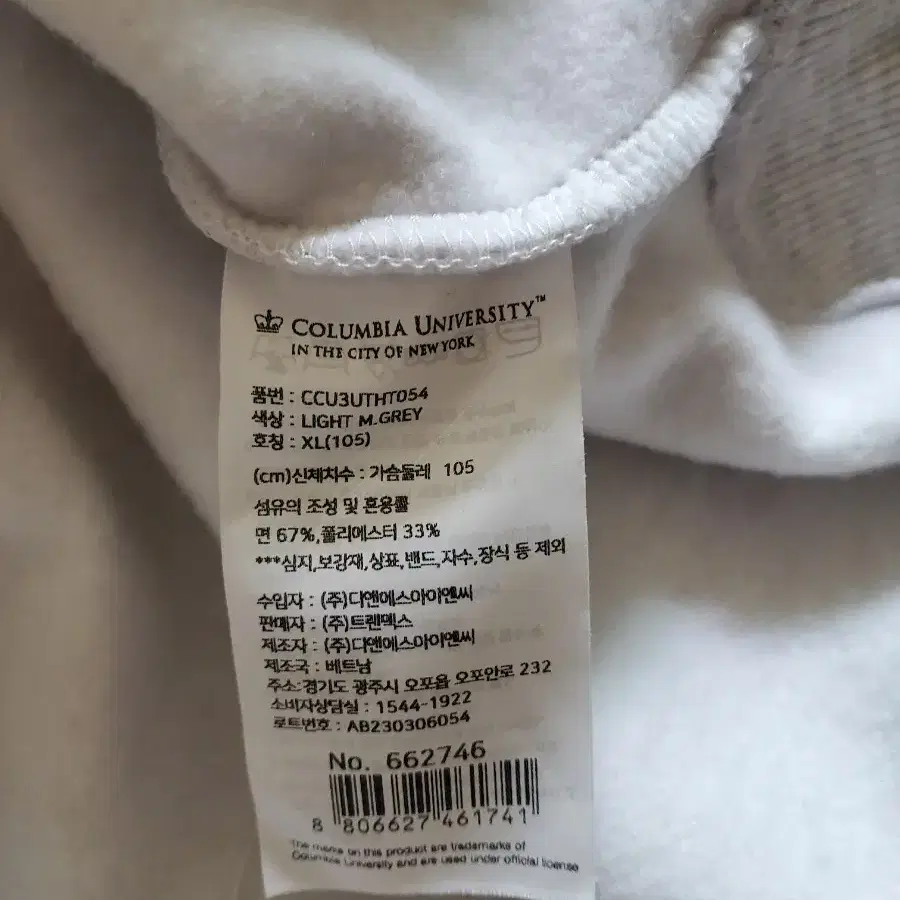 COLUMBIA UNIVERSITY™
IN THE CITY OF NEW YORK
품번 : CCU3UTHT054
색상 : LIGHT M.GREY
호칭 : XL(105)
(cm)신체치수 : 가슴둘레 105
섬유의 조성 및 혼용률
면 67%,폴리에스터 33%
***심지,보강재,상표,밴드,자수,장식 등 제외
수입자 : (주)디앤에스아이앤씨
판매자 : (주)트렌멕스
제조자 : (주)디앤에스아이앤씨
제조국 : 베트남
주소:경기도 광주시 오포읍 오포안로 232
소비자상담실 : 1544-1922
로트번호 : AB230306054
No. 662746
8 806627 461741
The marks on this product are trademarks of
Columbia University and are used under official license